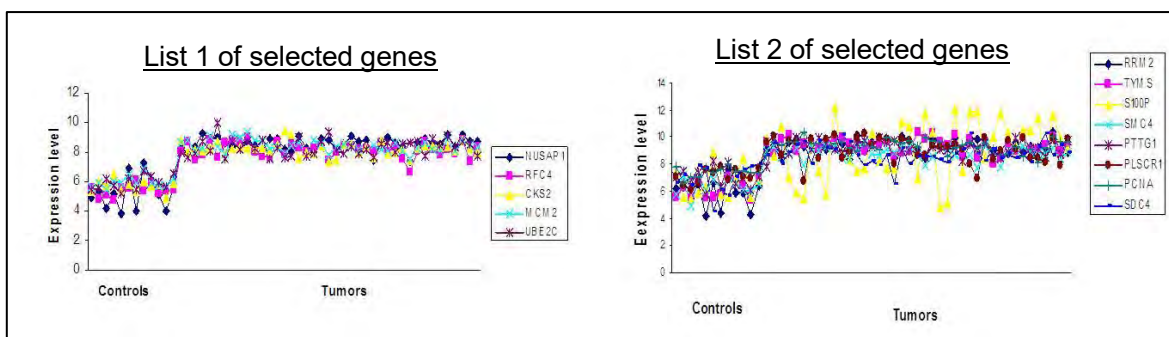 List 1 of selected genes
Expression level
12
10
8
6
4
2
0
Controls
Tumors
NUSAP1
RFC4
CKS2
MCM2
UBE2C
List 2 of selected genes
Eexpression level
14
12
10
8
6
4
2
0
Controls
Tumors
RRM2
TYMS
S100P
SMC4
PTTG1
PLSCR1
PCNA
SDC4